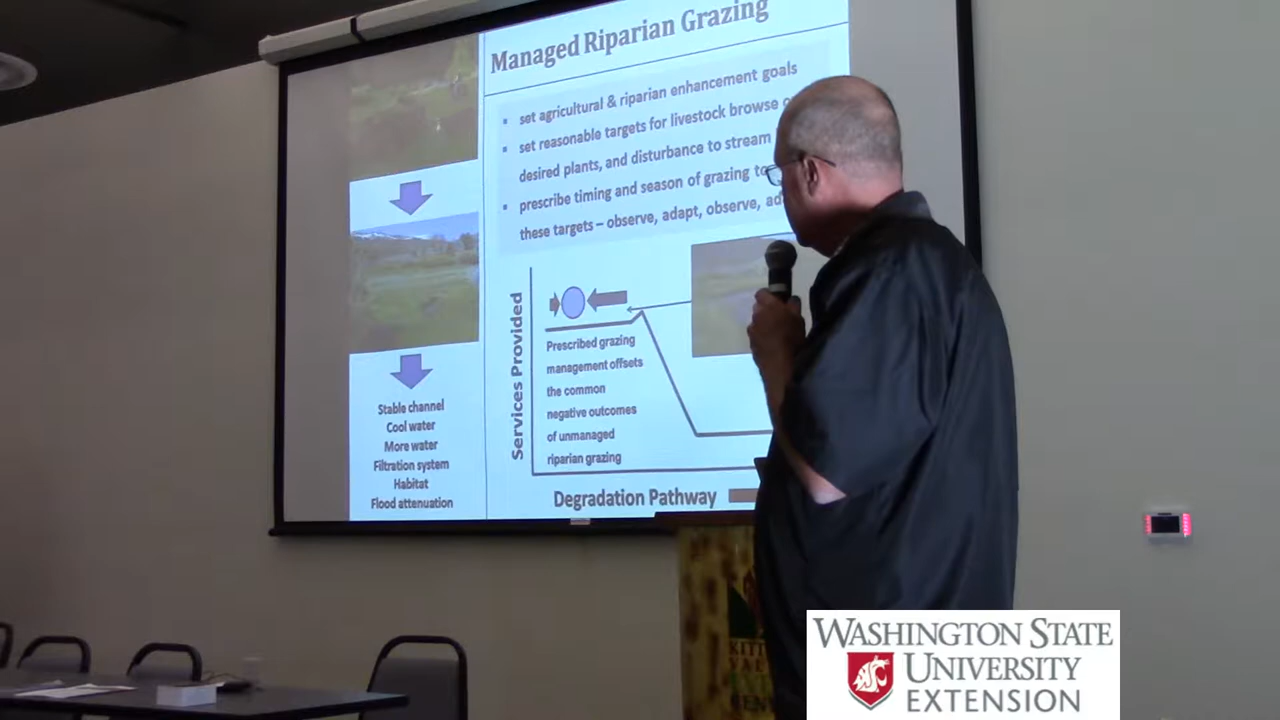 Managed Riparian Grazing
▪ set agricultural & riparian enhancement goals
▪ set reasonable targets for livestock browse
desired plants, and disturbance to stream
▪ prescribe timing and season of grazing
these targets – observe, adapt, observe,
Services Provided
Prescribed grazing
management offsets
the common
negative outcomes
of unmanaged
riparian grazing
Degradation Pathway
Stable channel
Cool water
More water
Filtration system
Habitat
Flood attenuation
WASHINGTON STATE
UNIVERSITY
EXTENSION